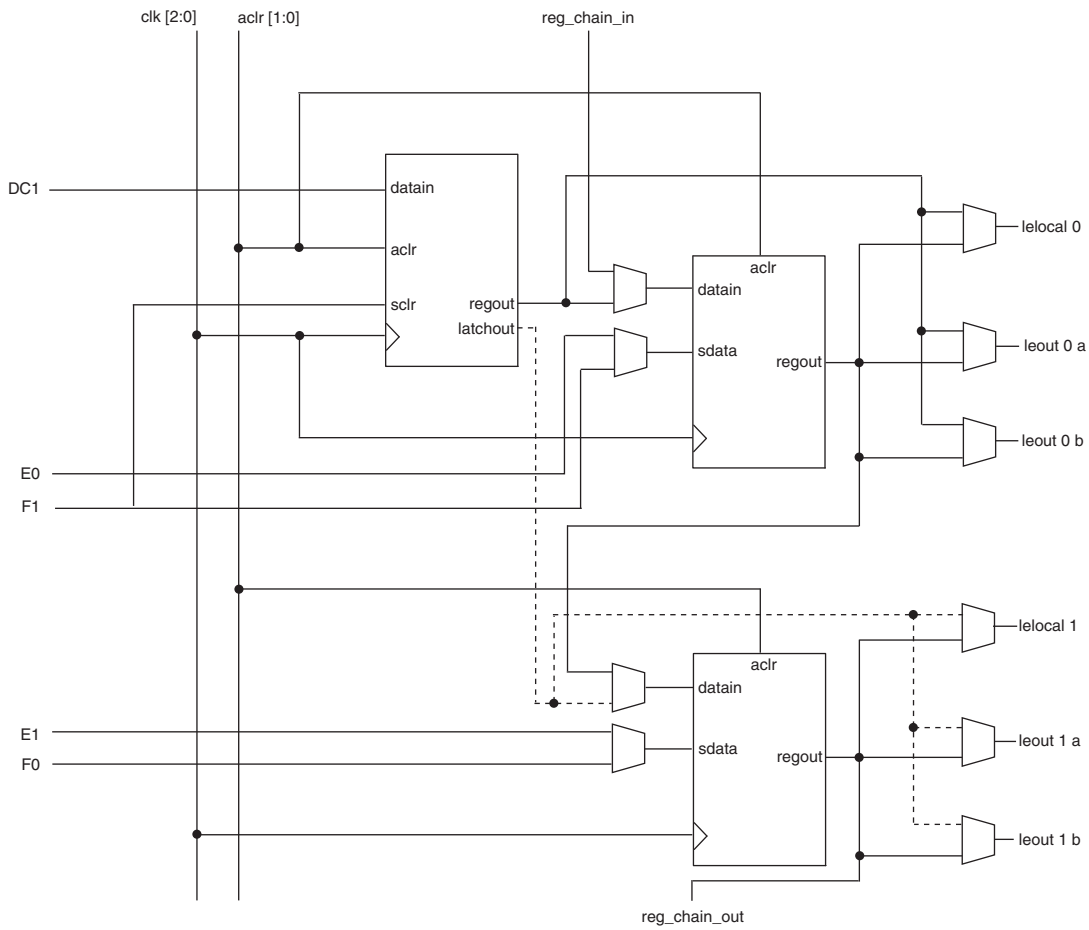 clk [2:0]
aclr [1:0]
reg_chain_in
DC1
datain
aclr
sclr
regout
latchout
aclr
datain
sdata
regout
lelocal 0
leout 0 a
leout 0 b
E0
F1
aclr
datain
sdata
regout
lelocal 1
leout 1 a
leout 1 b
E1
F0
reg_chain_out